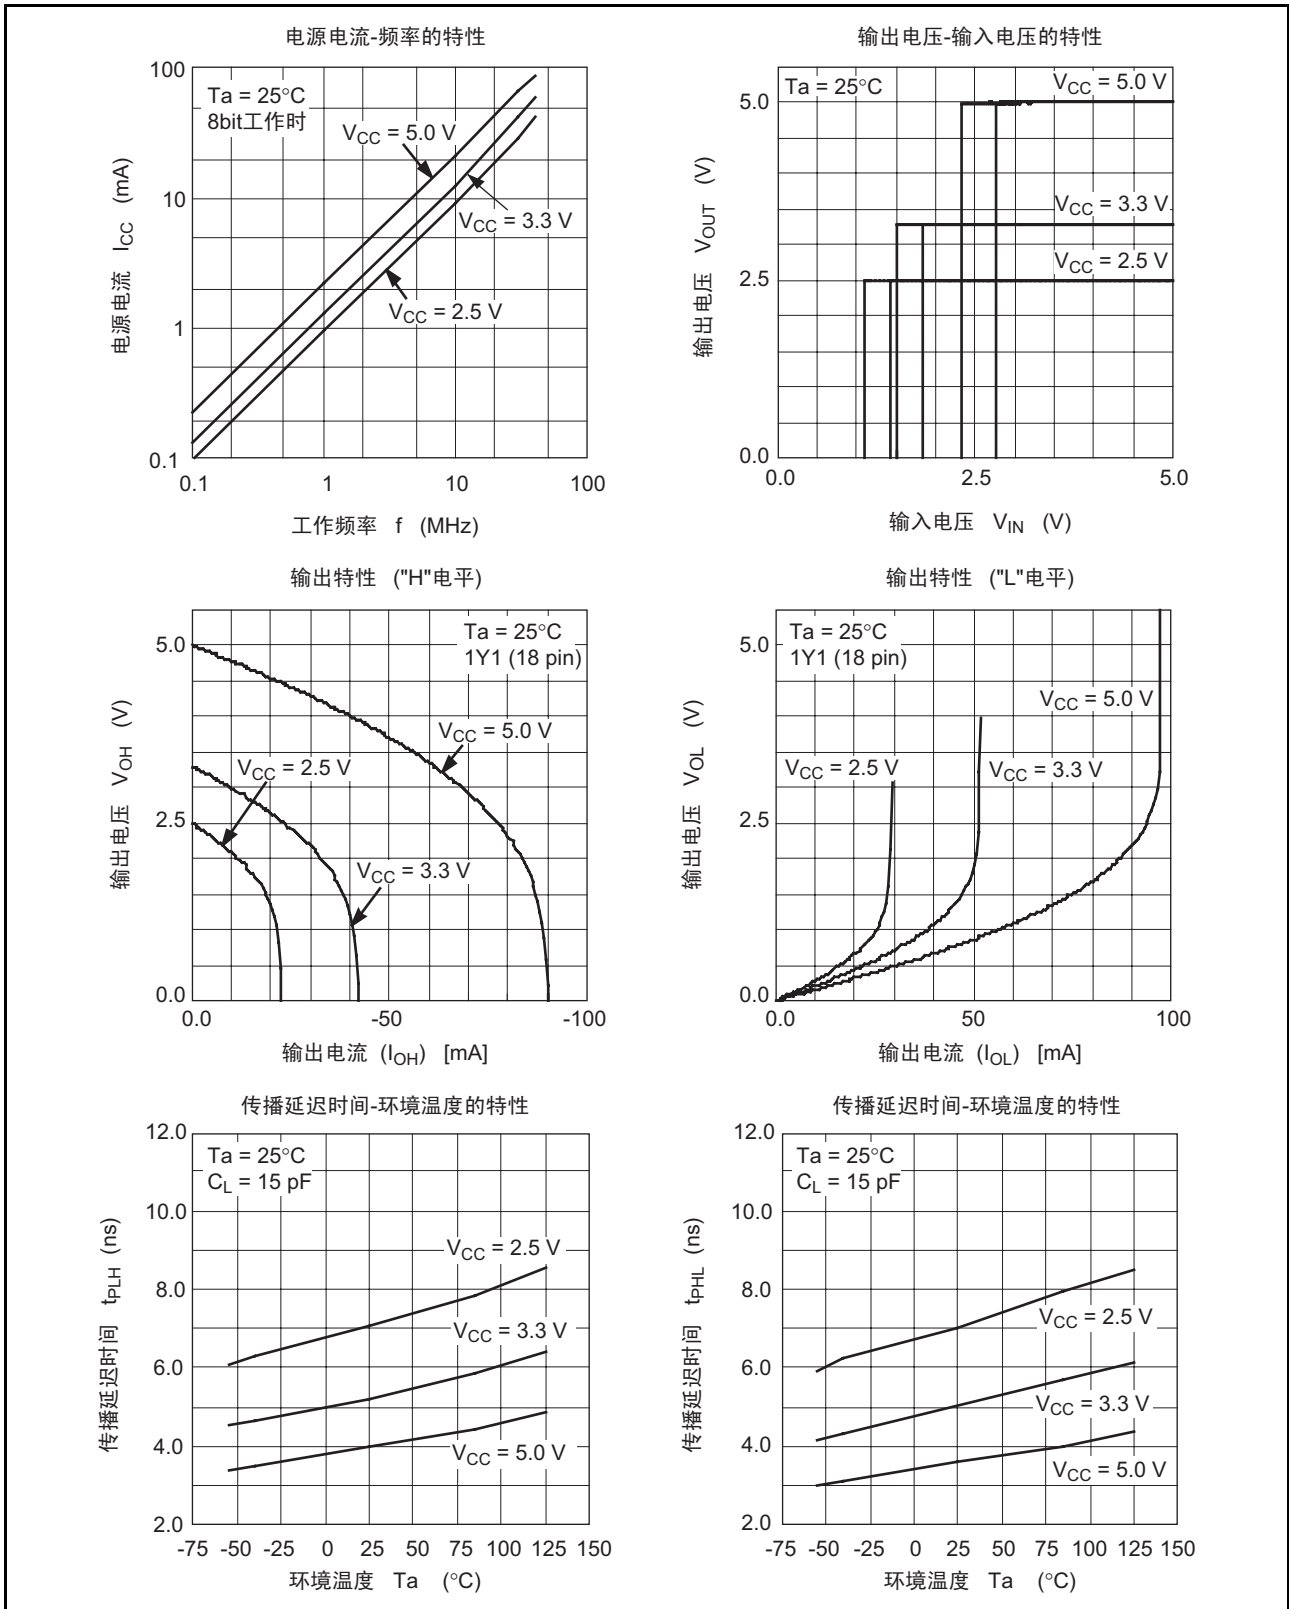 电源电流-频率的特性
100
10
1
0.1
Ta = 25°C
8bit工作时
VCC = 5.0 V
VCC = 3.3 V
VCC = 2.5 V
电源电流 ICC (mA)
0.1 1 10 100
工作频率 f (MHz)
输出电压-输入电压的特性
5.0
2.5
0.0
Ta = 25°C
VCC = 5.0 V
VCC = 3.3 V
VCC = 2.5 V
输出电压 VOUT (V)
0.0 2.5 5.0
输入电压 VIN (V)
输出特性 ("H"电平)
5.0
2.5
0.0
Ta = 25°C
1Y1 (18 pin)
VCC = 5.0 V
VCC = 2.5 V
VCC = 3.3 V
输出电压 VOH (V)
0.0 -50 -100
输出电流 (IOH) [mA]
输出特性 ("L"电平)
5.0
2.5
0.0
Ta = 25°C
1Y1 (18 pin)
VCC = 5.0 V
VCC = 2.5 V
VCC = 3.3 V
输出电压 VOL (V)
0.0 50 100
输出电流 (IOL) [mA]
传播延迟时间-环境温度的特性
12.0
10.0
8.0
6.0
4.0
2.0
Ta = 25°C
CL = 15 pF
VCC = 2.5 V
VCC = 3.3 V
VCC = 5.0 V
传播延迟时间 tPLH (ns)
-75 -50 -25 0 25 50 75 100 125 150
环境温度 Ta (°C)
传播延迟时间-环境温度的特性
12.0
10.0
8.0
6.0
4.0
2.0
Ta = 25°C
CL = 15 pF
VCC = 2.5 V
VCC = 3.3 V
VCC = 5.0 V
传播延迟时间 tPHL (ns)
-75 -50 -25 0 25 50 75 100 125 150
环境温度 Ta (°C)